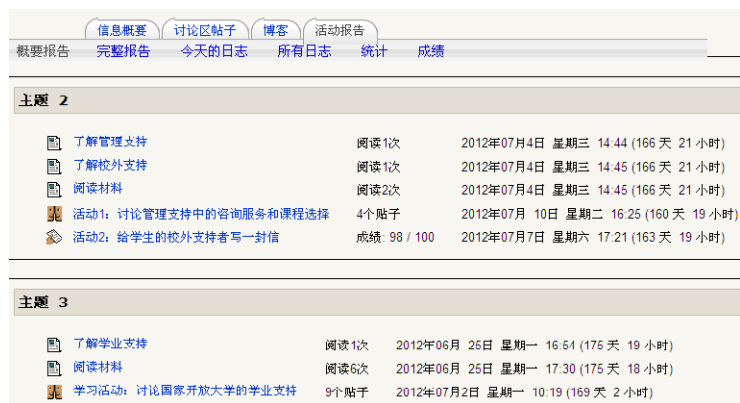 信息概要 讨论区帖子 博客 活动报告
概要报告 完整报告 今天的日志 所有日志 统计 成绩
主题 2
了解管理支持 阅读1次 2012年07月4日 星期三 14:44 (166 天 21 小时)
了解校外支持 阅读1次 2012年07月4日 星期三 14:45 (166 天 21 小时)
阅读材料 阅读2次 2012年07月4日 星期三 14:45 (166 天 21 小时)
活动1：讨论管理支持中的咨询服务和课程选择 4个贴子 2012年07月 10日 星期二 16:25 (160 天 19 小时)
活动2：给学生的校外支持者写一封信 成绩: 98 / 100 2012年07月7日 星期六 17:21 (163 天 19 小时)
主题 3
了解学业支持 阅读1次 2012年06月 25日 星期一 16:54 (175 天 19 小时)
阅读材料 阅读6次 2012年06月 25日 星期一 17:30 (175 天 18 小时)
学习活动：讨论国家开放大学的学业支持 9个贴子 2012年07月2日 星期一 10:19 (169 天 2 小时)